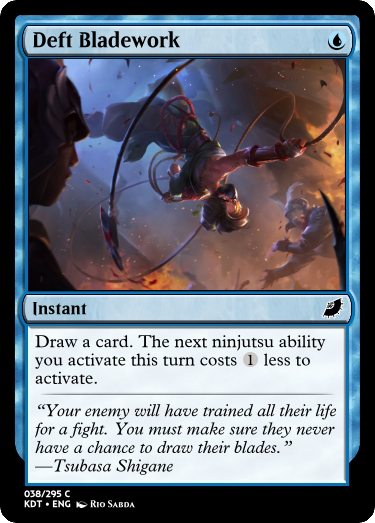 Deft Bladework
Instant
Draw a card. The next ninjutsu ability
you activate this turn costs 1 less to
activate.
“Your enemy will have trained all their life
for a fight. You must make sure they never
have a chance to draw their blades.”
—Tsubasa Shigane
038/295 C
KDT • ENG Rio Sabda